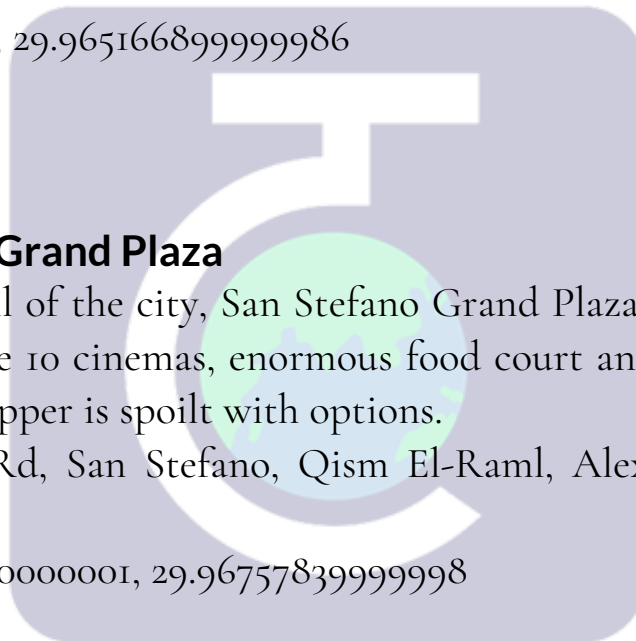 , 29.965166899999986
Grand Plaza
l of the city, San Stefano Grand Plaza
e 10 cinemas, enormous food court an
pper is spoilt with options.
Rd, San Stefano, Qism El-Raml, Alex
0000001, 29.96757839999998